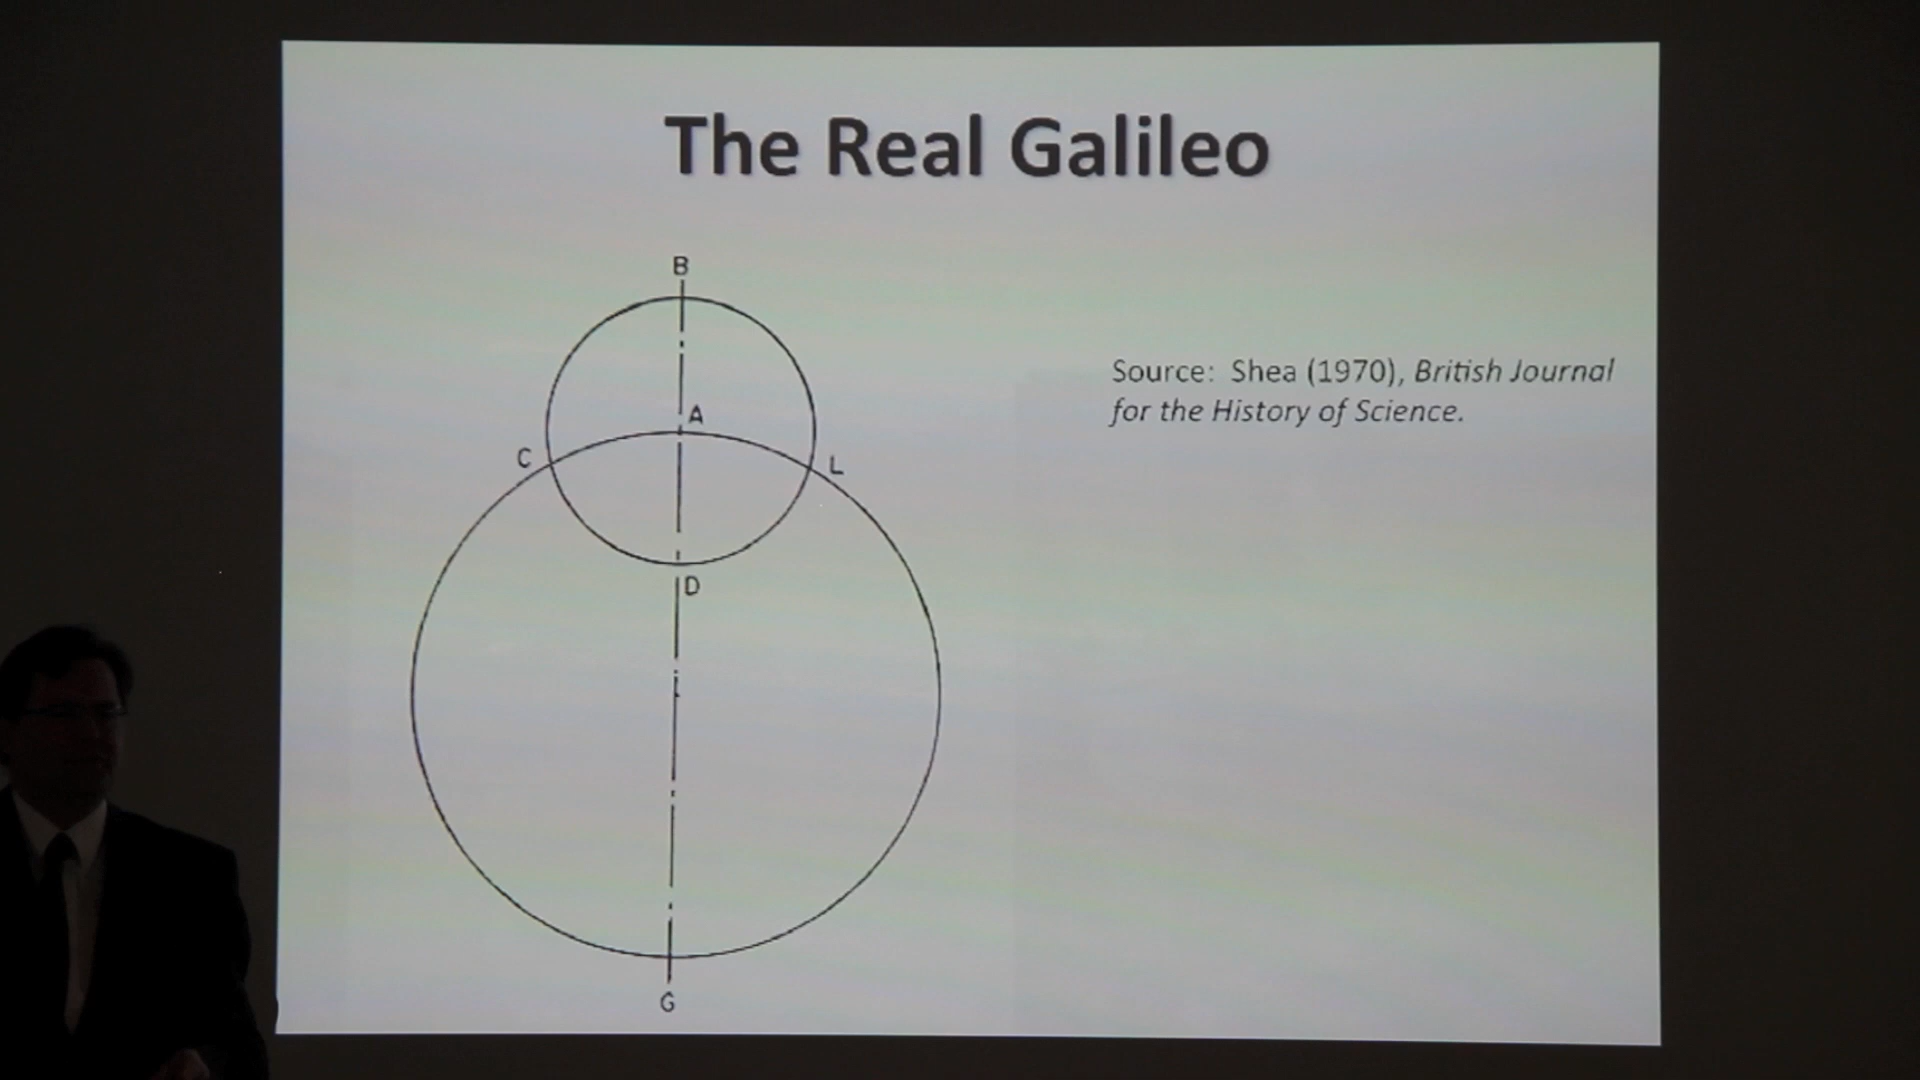 The Real Galileo
B
A
C
L
D
G
Source: Shea (1970), British Journal
for the History of Science.